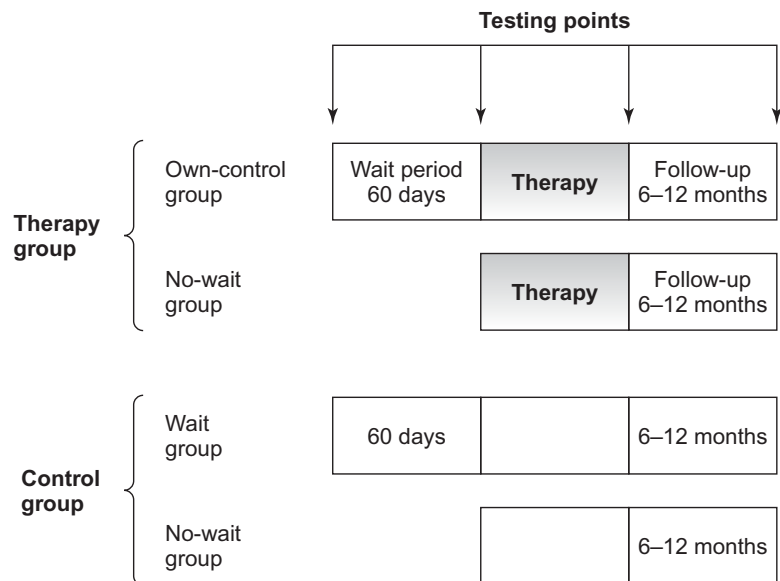 Testing points
Therapy
group
Own-control
group
Wait period
60 days
Therapy
Follow-up
6–12 months
No-wait
group
Therapy
Follow-up
6–12 months
Control
group
Wait
group
60 days
6–12 months
No-wait
group
6–12 months